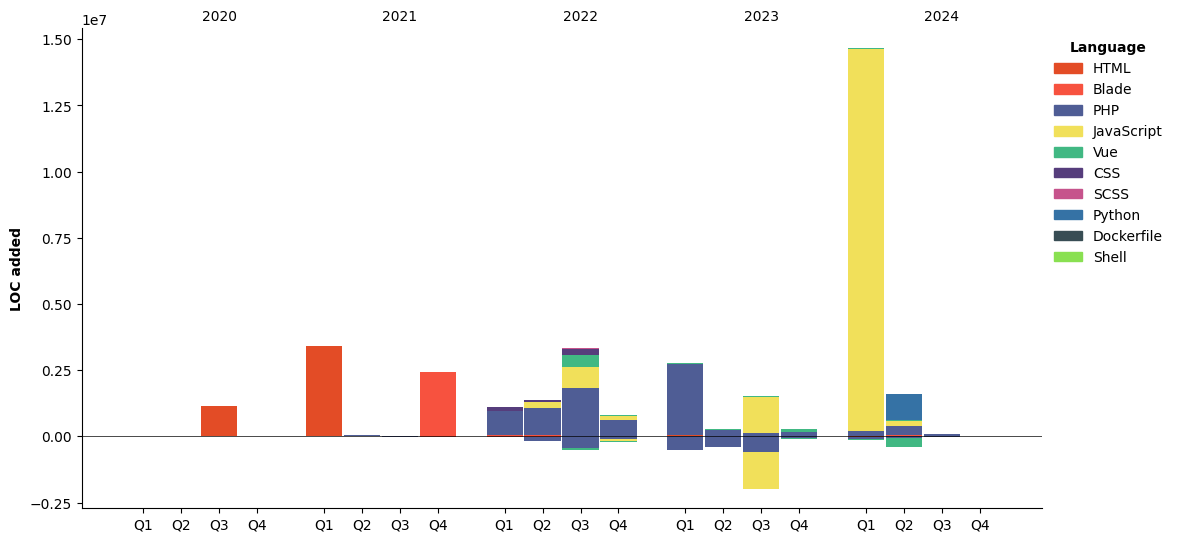 2020 2021 2022 2023 2024
1e7
1.50
1.25
1.00
0.75
0.50
0.25
0.00
−0.25
LOC added
Q1 Q2 Q3 Q4 Q1 Q2 Q3 Q4 Q1 Q2 Q3 Q4 Q1 Q2 Q3 Q4 Q1 Q2 Q3 Q4
Language
HTML
Blade
PHP
JavaScript
Vue
CSS
SCSS
Python
Dockerfile
Shell